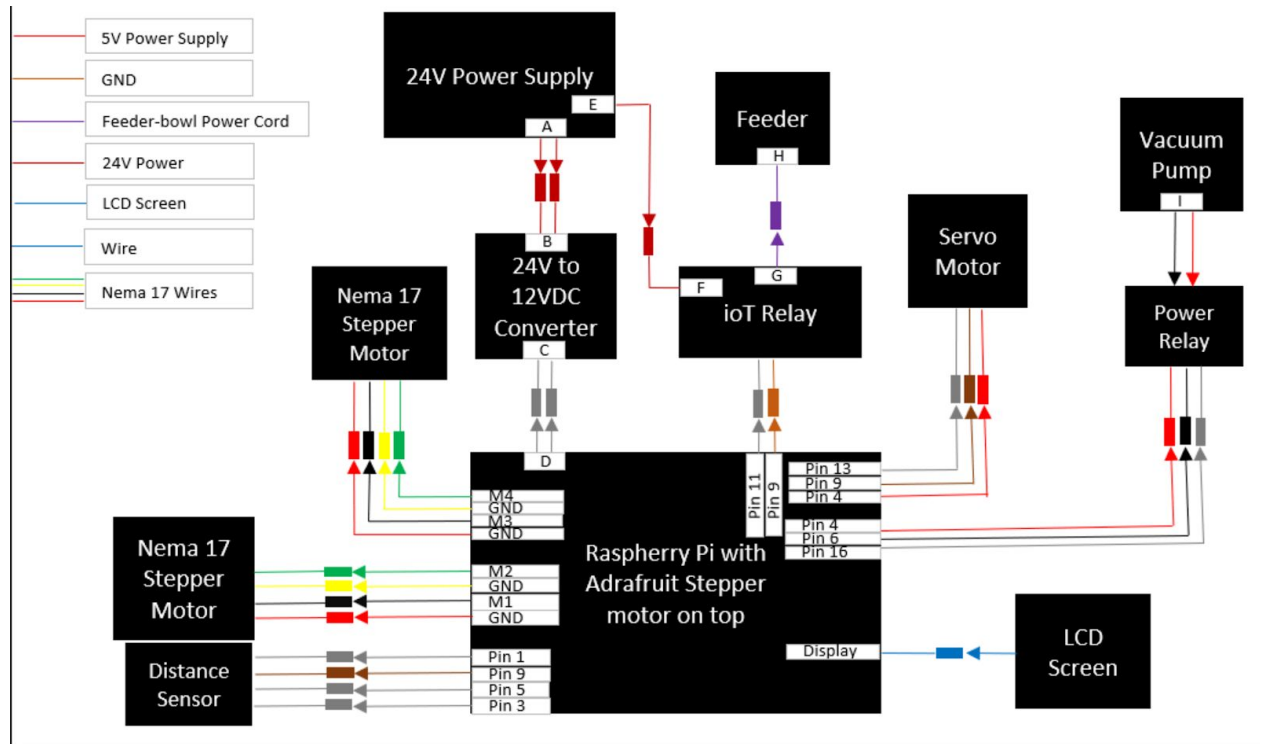 5V Power Supply
GND
Feeder-bowl Power Cord
24V Power
LCD Screen
Wire
Nema 17 Wires
24V Power Supply
E
A
Feeder
H
Vacuum
Pump
I
B
24V to
12VDC
Converter
C
G
F
ioT Relay
Servo
Motor
Power
Relay
Nema 17
Stepper
Motor
D
Pin 11
Pin 9
Pin 13
Pin 9
Pin 4
Pin 4
Pin 6
Pin 16
M4
GND
M3
GND
Raspherry Pi with
Adrafruit Stepper
motor on top
Nema 17
Stepper
Motor
M2
GND
M1
GND
Distance
Sensor
Pin 1
Pin 9
Pin 5
Pin 3
Display
LCD
Screen